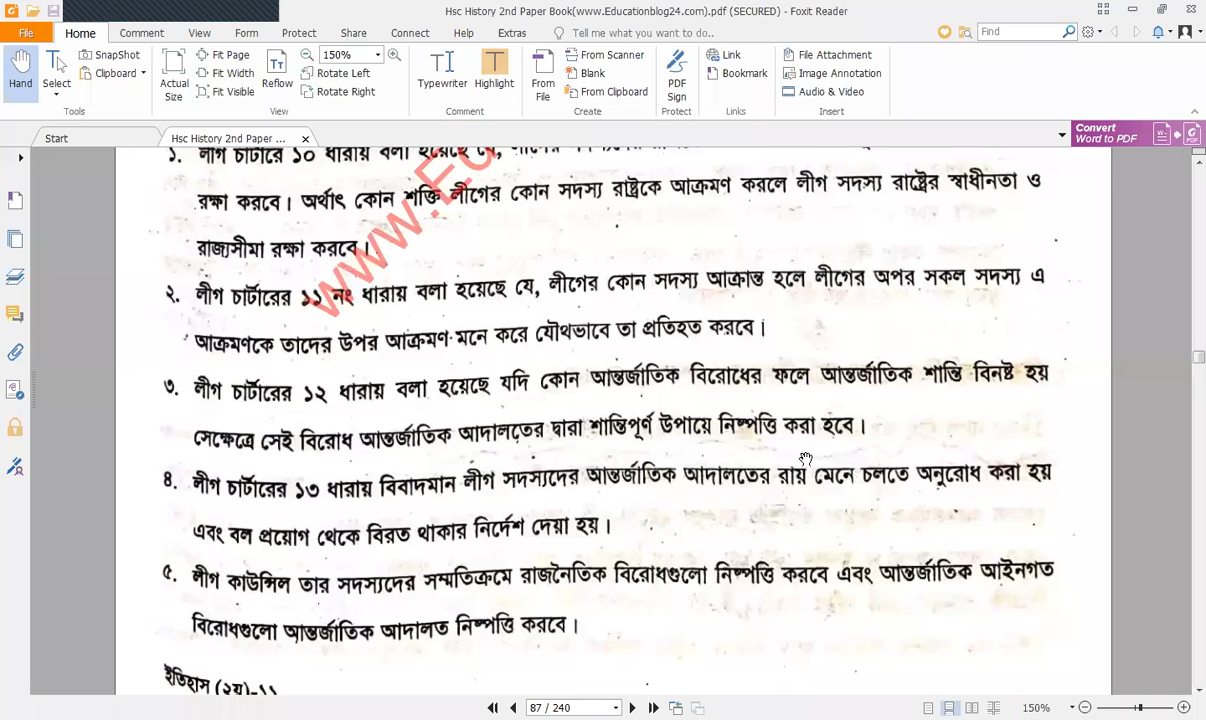 Hsc History 2nd Paper Book(www.Educationblog24.com).pdf (SECURED) - Foxit Reader
File Home Comment View Form Protect Share Connect Help Extras Tell me what you want to do.. Find
Hand Select SnapShot Clipboard Actual Size Fit Page Fit Width Fit Visible Reflow 150% Rotate Left Rotate Right Typewriter Highlight From File From Scanner Blank From Clipboard PDF Sign Link Bookmark File Attachment Image Annotation Audio & Video
Tools View Comment Create Protect Links Insert
Start Hsc History 2nd Paper ... Convert Word to PDF
১. লীগ চার্টারে ১০ ধারায় বলা হয়েছে যে,
রক্ষা করবে। অর্থাৎ কোন শক্তি লীগের কোন সদস্য রাষ্ট্রকে আক্রমণ করলে লীগ সদস্য রাষ্ট্রের স্বাধীনতা ও
রাজ্যসীমা রক্ষা করবে।
www.Ed
২. লীগ চার্টারের ১১ নং ধারায় বলা হয়েছে যে, লীগের কোন সদস্য আক্রান্ত হলে লীগের অপর সকল সদস্য এ
আক্রমণকে তাদের উপর আক্রমণ মনে করে যৌথভাবে তা প্রতিহত করবে।
৩. লীগ চার্টারের ১২ ধারায় বলা হয়েছে যদি কোন আন্তর্জাতিক বিরোধের ফলে আন্তর্জাতিক শান্তি বিনষ্ট হয়
সেক্ষেত্রে সেই বিরোধ আন্তর্জাতিক আদালতের দ্বারা শান্তিপূর্ণ উপায়ে নিষ্পত্তি করা হবে।
৪. লীগ চার্টারের ১৩ ধারায় বিবাদমান লীগ সদস্যদের আন্তর্জাতিক আদালতের রায় মেনে চলতে অনুরোধ করা হয়
এবং বল প্রয়োগ থেকে বিরত থাকার নির্দেশ দেয়া হয়।
৫. লীগ কাউন্সিল তার সদস্যদের সম্মতিক্রমে রাজনৈতিক বিরোধগুলো নিষ্পত্তি করবে এবং আন্তর্জাতিক আইনগত
বিরোধগুলো আন্তর্জাতিক আদালত নিষ্পত্তি করবে।
ইতিহাস (২য়)-১১
87 / 240 150%